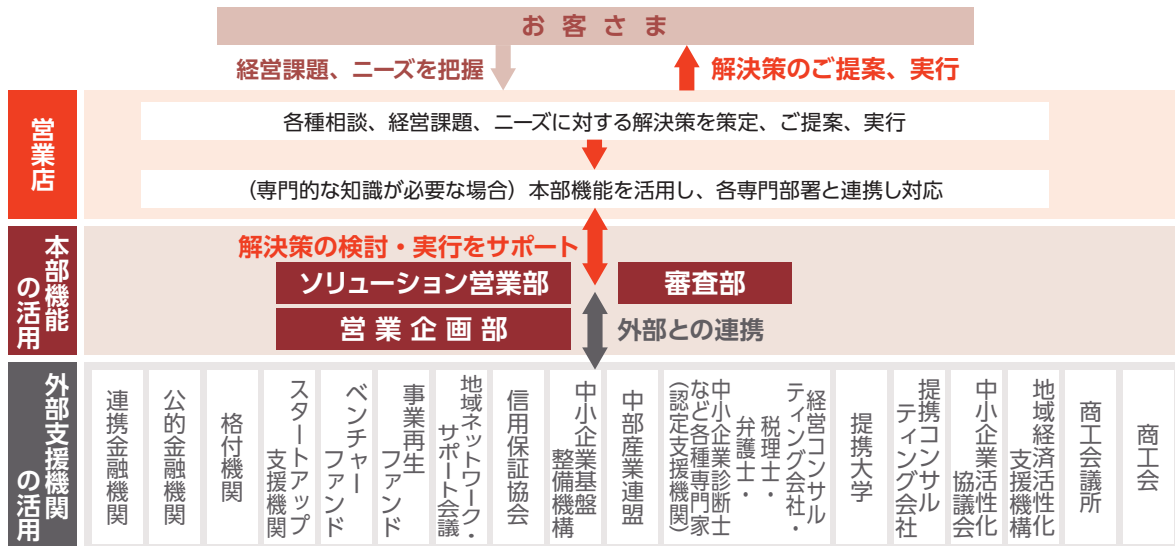 お客さま
経営課題、ニーズを把握
解決策のご提案、実行
営業店
各種相談、経営課題、ニーズに対する解決策を策定、ご提案、実行
(専門的な知識が必要な場合)本部機能を活用し、各専門部署と連携し対応
本部機能
の活用
解決策の検討・実行をサポート
ソリューション営業部
審査部
営業企画部
外部との連携
外部支援機関
の活用
連携金融機関
公的金融機関
格付機関
スタートアップ
支援機関
ベンチャー
ファンド
事業再生
ファンド
地域ネットワーク・
サポート会議
信用保証協会
中小企業基盤
整備機構
中部産業連盟
経営コンサル
ティング会社・
税理士・
弁護士・
中小企業診断士
など各種専門家
(認定支援機関)
提携大学
提携コンサル
ティング会社
中小企業活性化
協議会
地域経済活性化
支援機構
商工会議所
商工会